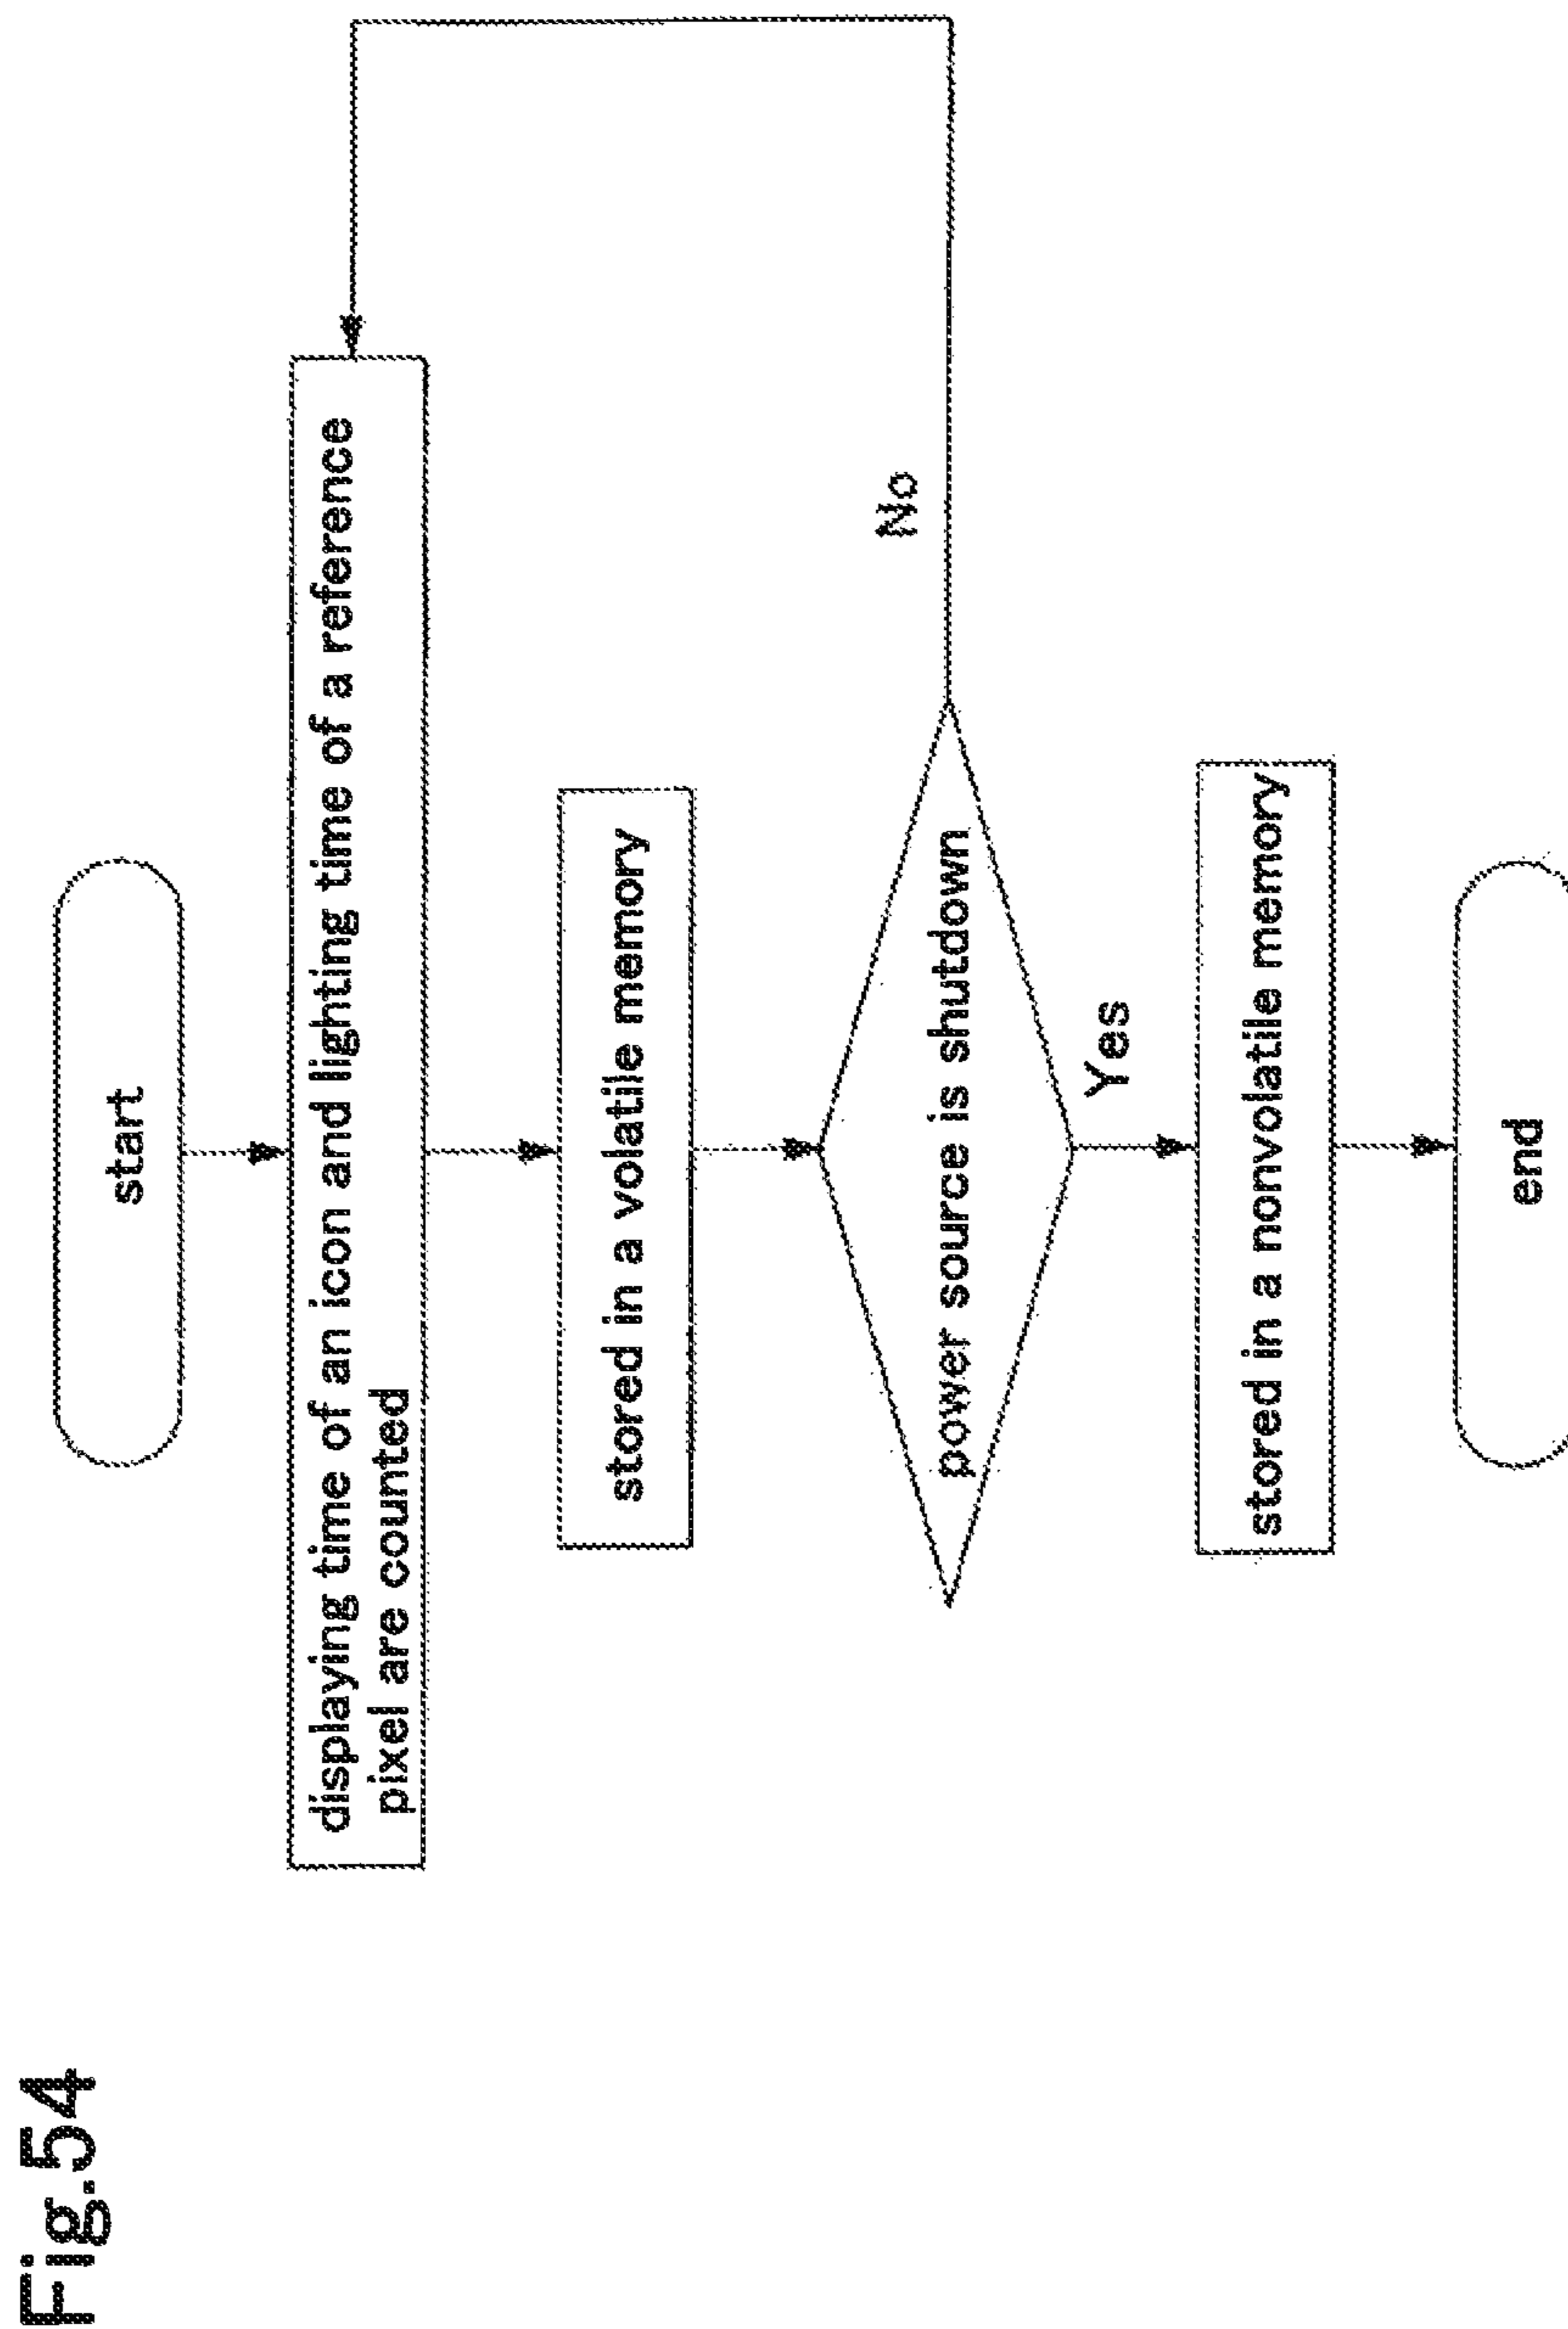 Fig.54
start
displaying time of an icon and lighting time of a reference
pixel are counted
stored in a volatile memory
power source is shutdown
No
Yes
stored in a nonvolatile memory
end